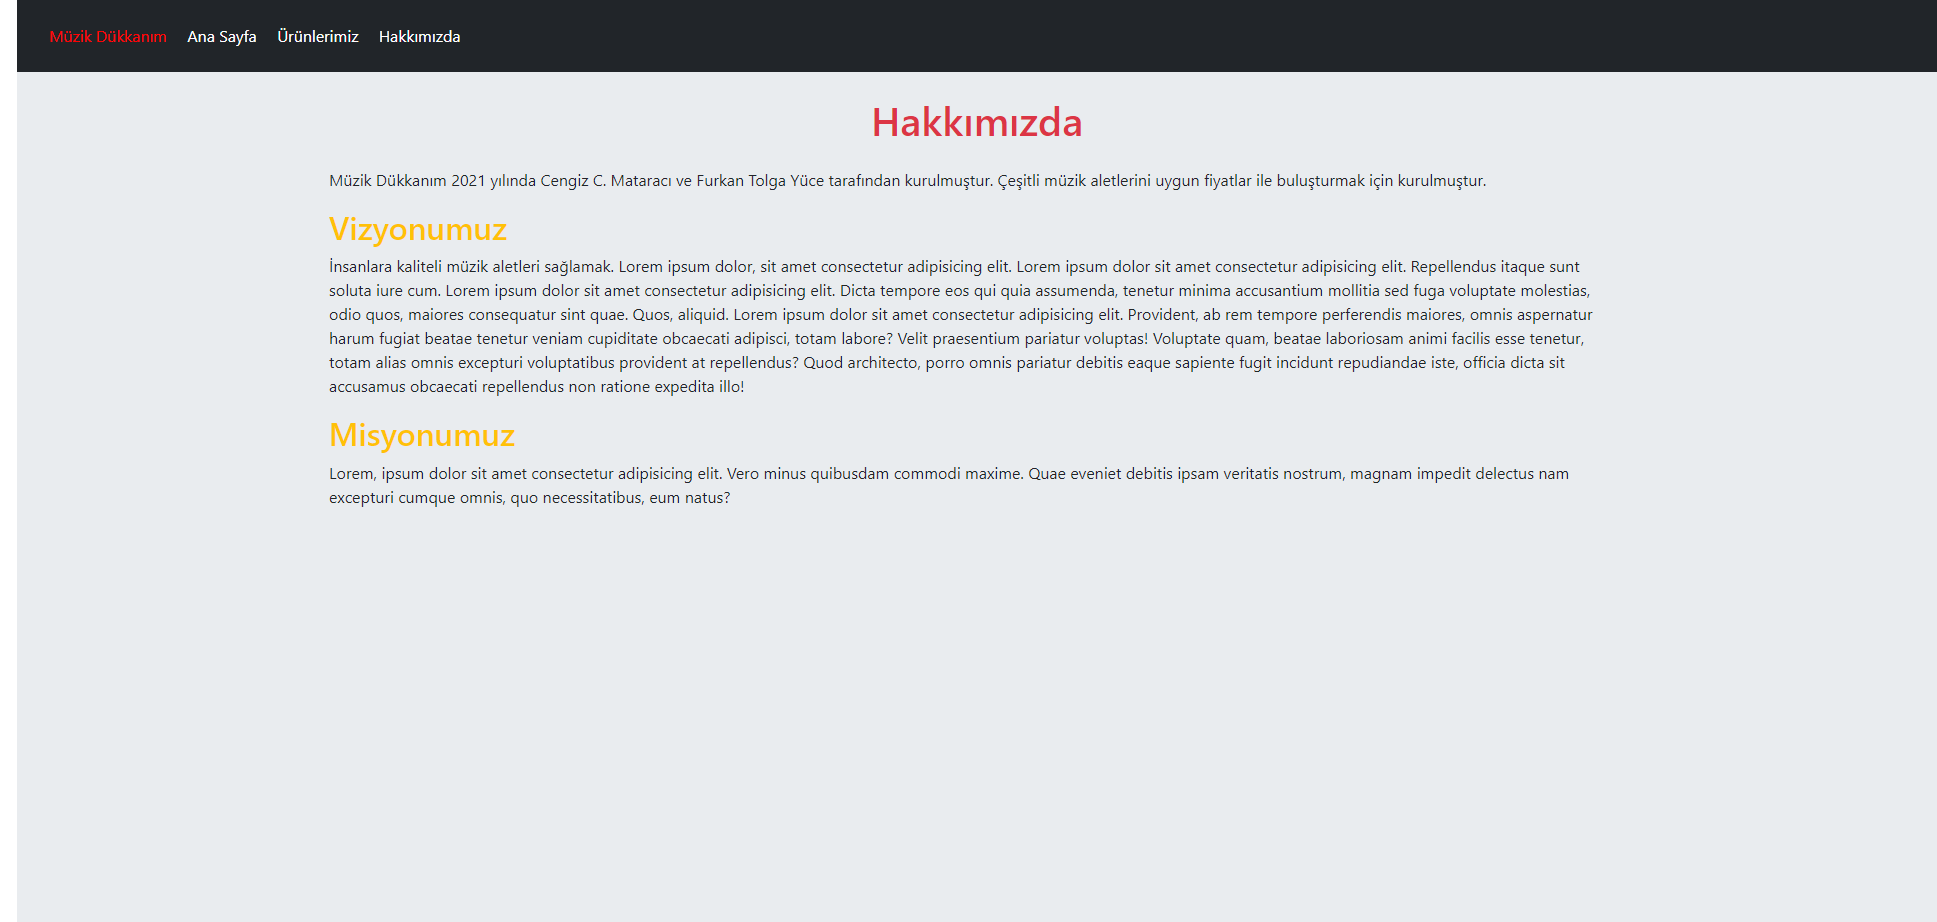 Müzik Dükkanım Ana Sayfa Ürünlerimiz Hakkımızda
Hakkımızda
Müzik Dükkanım 2021 yılında Cengiz C. Mataracı ve Furkan Tolga Yüce tarafından kurulmuştur. Çeşitli müzik aletlerini uygun fiyatlar ile buluşturmak için kurulmuştur.
Vizyonumuz
İnsanlara kaliteli müzik aletleri sağlamak. Lorem ipsum dolor, sit amet consectetur adipisicing elit. Lorem ipsum dolor sit amet consectetur adipisicing elit. Repellendus itaque sunt
soluta iure cum. Lorem ipsum dolor sit amet consectetur adipisicing elit. Dicta tempore eos qui quia assumenda, tenetur minima accusantium mollitia sed fuga voluptate molestias,
odio quos, maiores consequatur sint quae. Quos, aliquid. Lorem ipsum dolor sit amet consectetur adipisicing elit. Provident, ab rem tempore perferendis maiores, omnis aspernatur
harum fugiat beatae tenetur veniam cupiditate obcaecati adipisci, totam labore? Velit praesentium pariatur voluptas! Voluptate quam, beatae laboriosam animi facilis esse tenetur,
totam alias omnis excepturi voluptatibus provident at repellendus? Quod architecto, porro omnis pariatur debitis eaque sapiente fugit incidunt repudiandae iste, officia dicta sit
accusamus obcaecati repellendus non ratione expedita illo!
Misyonumuz
Lorem, ipsum dolor sit amet consectetur adipisicing elit. Vero minus quibusdam commodi maxime. Quae eveniet debitis ipsam veritatis nostrum, magnam impedit delectus nam
excepturi cumque omnis, quo necessitatibus, eum natus?